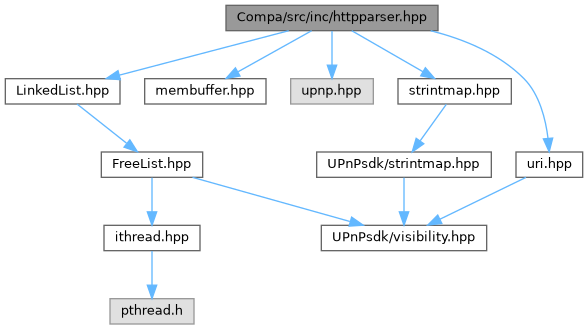 Compa/src/inc/httpparser.hpp
LinkedList.hpp
membuffer.hpp
upnp.hpp
strintmap.hpp
FreeList.hpp
UPnPsdk/strintmap.hpp
uri.hpp
ithread.hpp
UPnPsdk/visibility.hpp
pthread.h